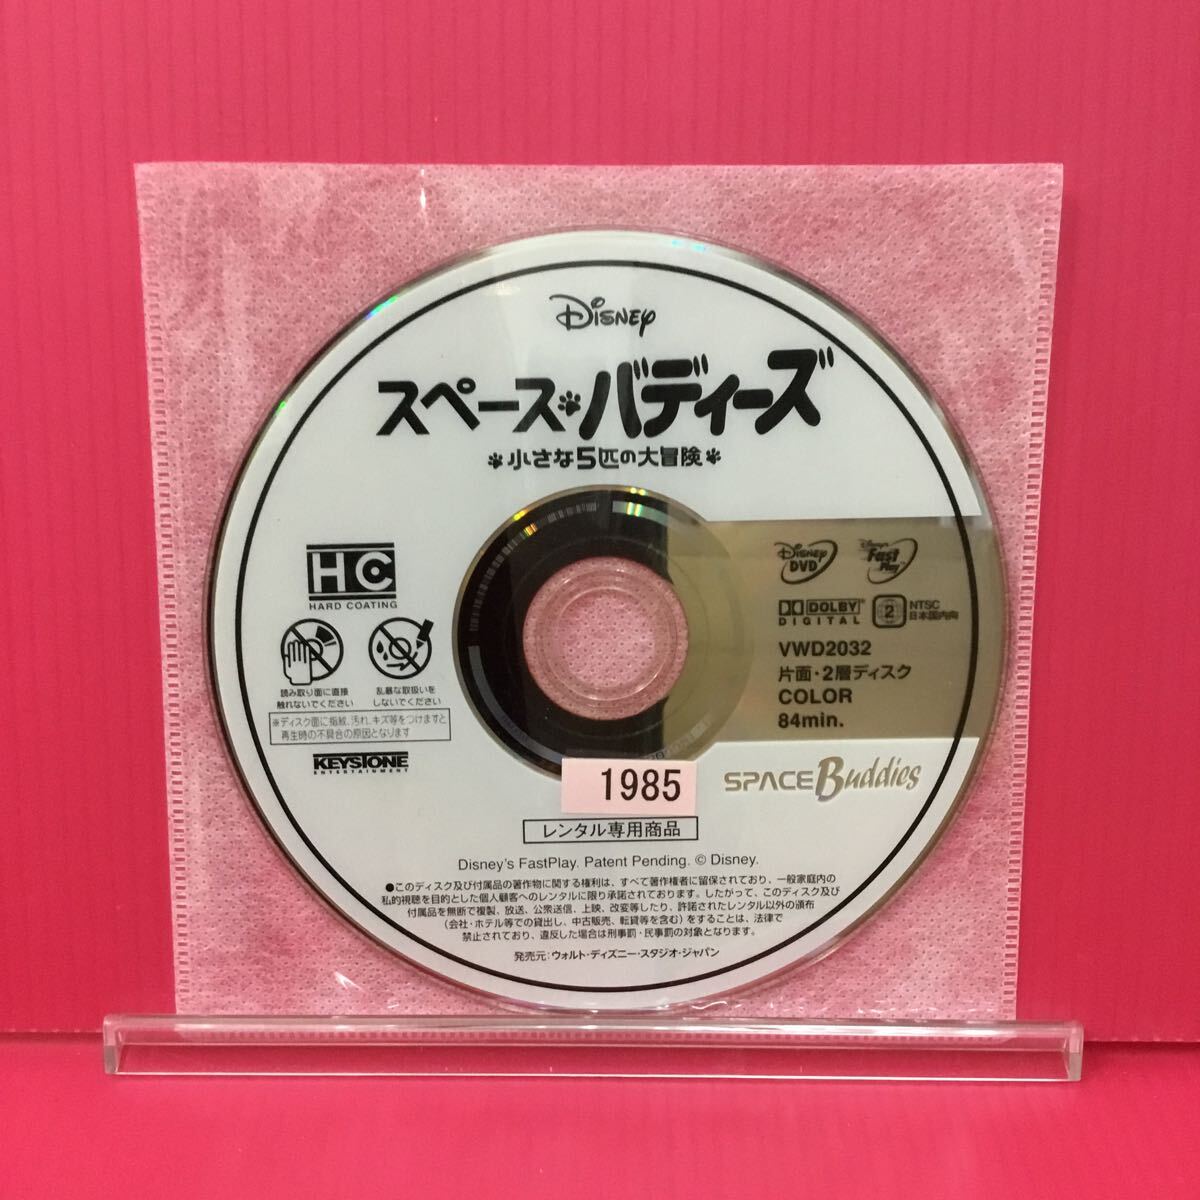 Disney
スペース・バディーズ
小さな5匹の大冒険
HC
HARD COATING
読み取り面に直接
触れないでください
乱暴な取扱いを
しないでください
※ディスク面に指紋、汚れ、キズ等をつけますと
再生時の不具合の原因となります
KEYSTONE
ENTERTAINMENT
Disney
DVD
Disney's
Fast
Play
DOLBY
DIGITAL
2
NTSC
日本国内向
VWD2032
片面・2層ディスク
COLOR
84min.
SPACE Buddies
1985
レンタル専用商品
Disney's FastPlay. Patent Pending. © Disney.
●このディスク及び付属品の著作物に関する権利は、すべて著作権者に留保されており、一般家庭内の
私的視聴を目的とした個人顧客へのレンタルに限り承諾されております。したがって、このディスク及び
付属品を無断で複製、放送、公衆送信、上映、改変等したり、許諾されたレンタル以外の頒布
(会社・ホテル等での貸出し、中古販売、転貸等を含む)をすることは、法律で
禁止されており、違反した場合は刑事罰・民事罰の対象となります。
発売元:ウォルト・ディズニー・スタジオ・ジャパン